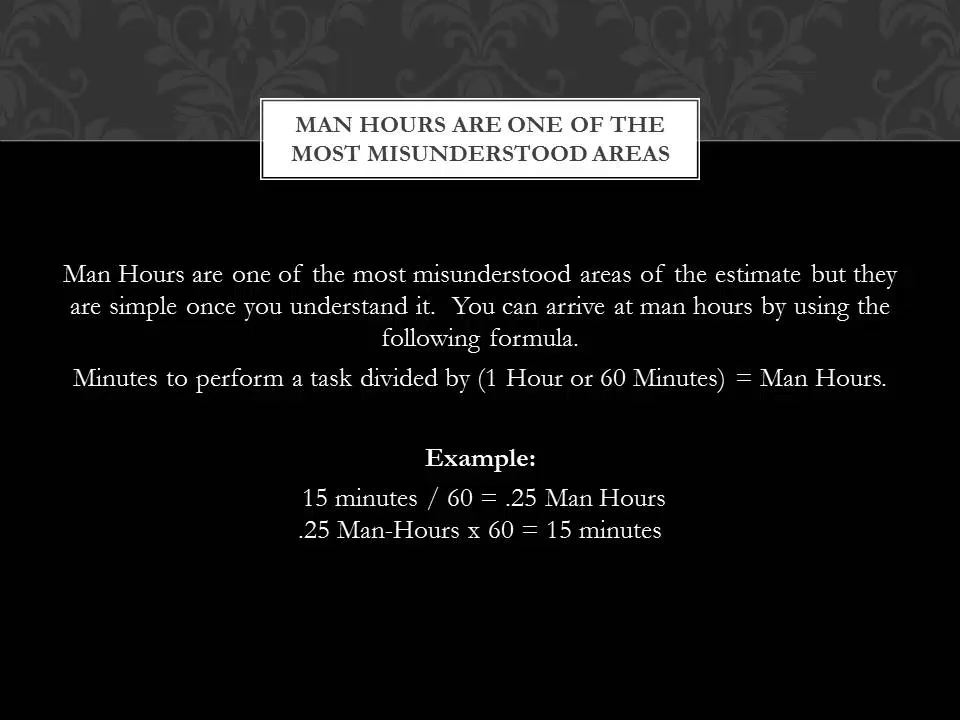 MAN HOURS ARE ONE OF THE
MOST MISUNDERSTOOD AREAS
Man Hours are one of the most misunderstood areas of the estimate but they
are simple once you understand it. You can arrive at man hours by using the
following formula.
Minutes to perform a task divided by (1 Hour or 60 Minutes) = Man Hours.
Example:
15 minutes / 60 = .25 Man Hours
.25 Man-Hours x 60 = 15 minutes